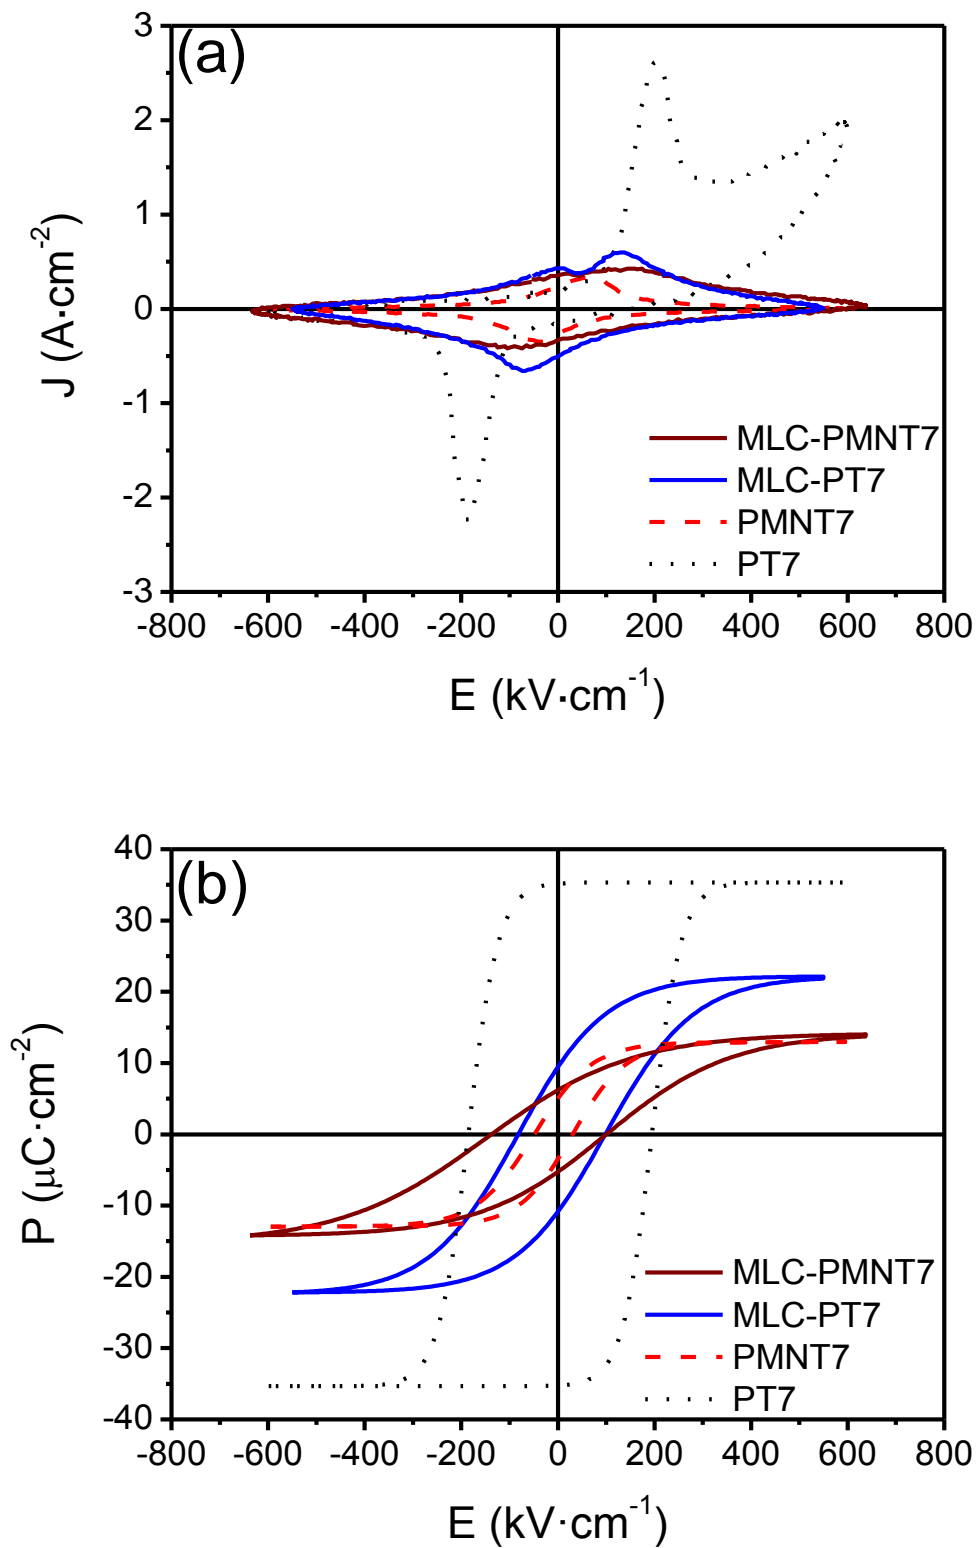 (a)
3
2
1
0
-1
-2
-3
J (A·cm⁻²)
MLC-PMNT7
MLC-PT7
PMNT7
PT7
-800 -600 -400 -200 0 200 400 600 800
E (kV·cm⁻¹)
(b)
40
30
20
10
0
-10
-20
-30
-40
P (μC·cm⁻²)
MLC-PMNT7
MLC-PT7
PMNT7
PT7
-800 -600 -400 -200 0 200 400 600 800
E (kV·cm⁻¹)